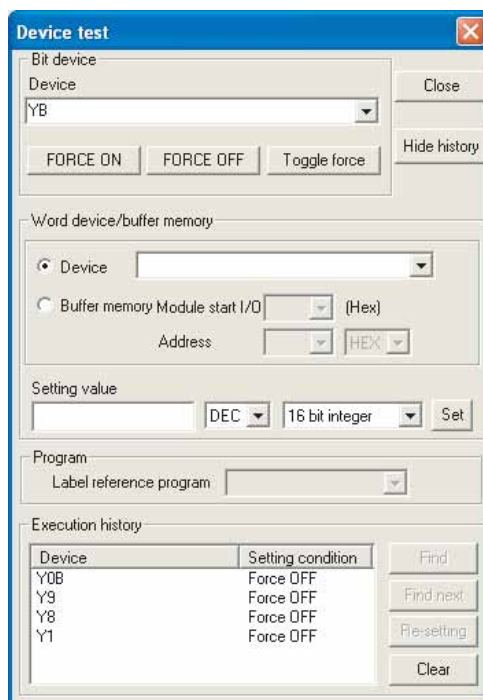 Device test
Bit device
Device
YB
Close
FORCE ON FORCE OFF Toggle force
Hide history
Word device/buffer memory
Device
Buffer memory Module start I/O (Hex)
Address HEX
Setting value
DEC 16 bit integer Set
Program
Label reference program
Execution history
Device Setting condition
Y0B Force OFF
Y9 Force OFF
Y8 Force OFF
Y1 Force OFF
Find
Find next
Re-setting
Clear